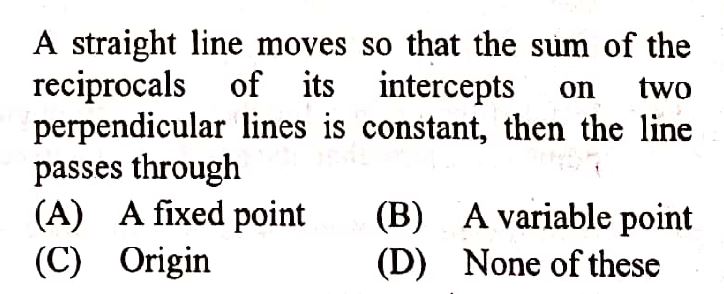 A straight line moves so that the sum of the
reciprocals of its intercepts on two
perpendicular lines is constant, then the line
passes through
(A) A fixed point (B) A variable point
(C) Origin (D) None of these